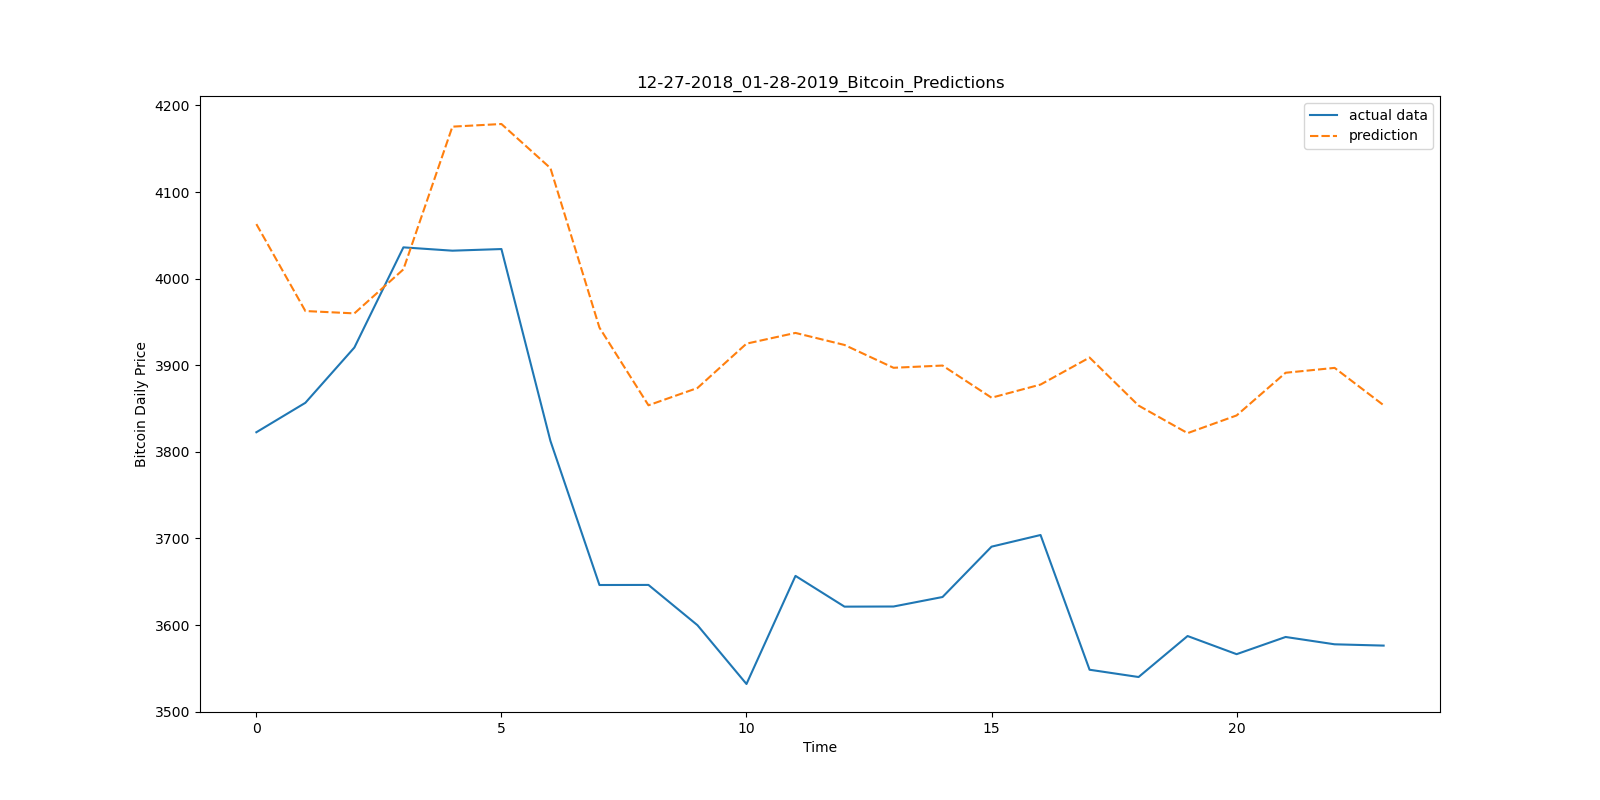 12-27-2018_01-28-2019_Bitcoin_Predictions
actual data
prediction
4200
4100
4000
3900
3800
3700
3600
3500
Bitcoin Daily Price
0 5 10 15 20
Time